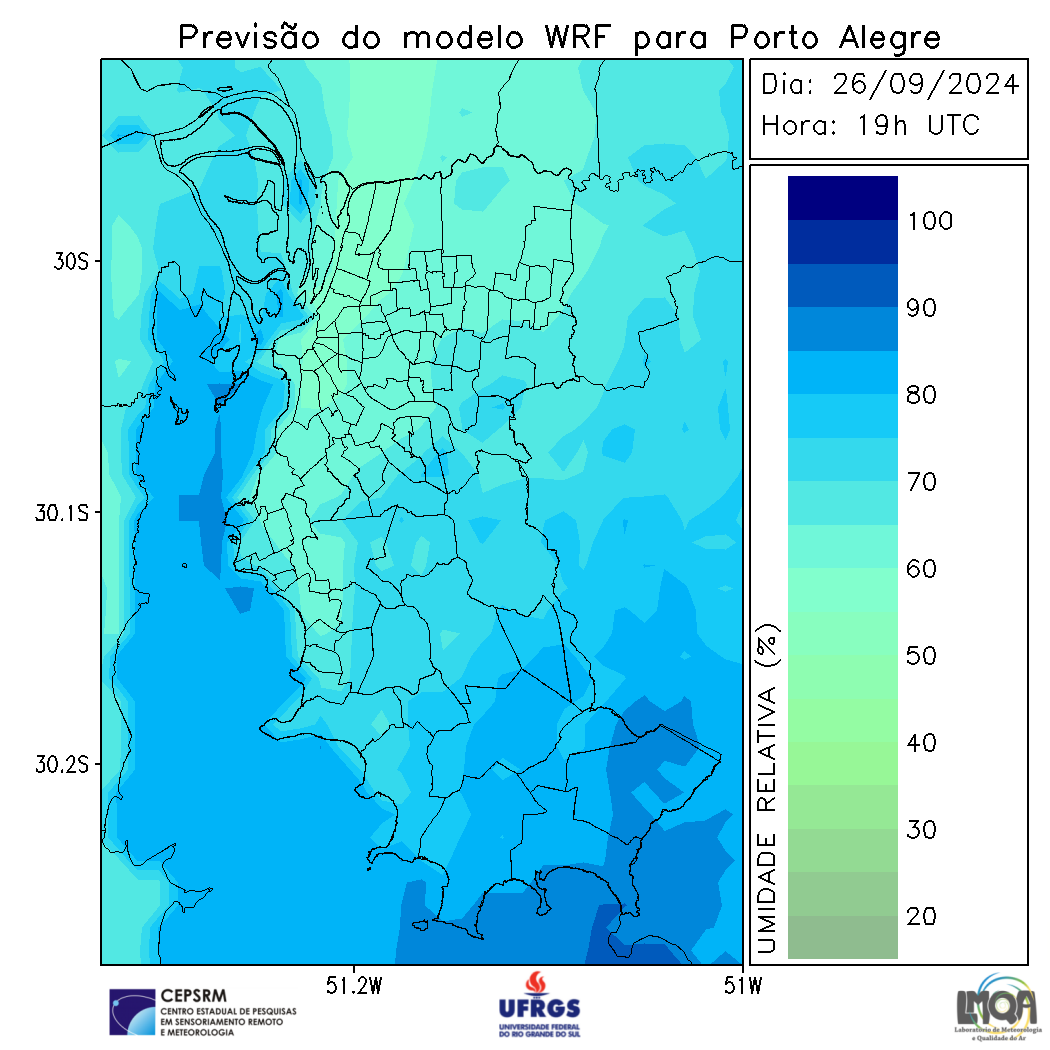 Previsão do modelo WRF para Porto Alegre
Dia: 26/09/2024
Hora: 19h UTC
30S
30.1S
30.2S
51.2W
51W
UMIDADE RELATIVA (%)
100
90
80
70
60
50
40
30
20
CEPSRM
CENTRO ESTADUAL DE PESQUISAS
EM SENSORIAMENTO REMOTO
E METEOROLOGIA
UFRGS
UNIVERSIDADE FEDERAL
DO RIO GRANDE DO SUL
LMQA
Laboratório de Meteorologia
e Qualidade do Ar